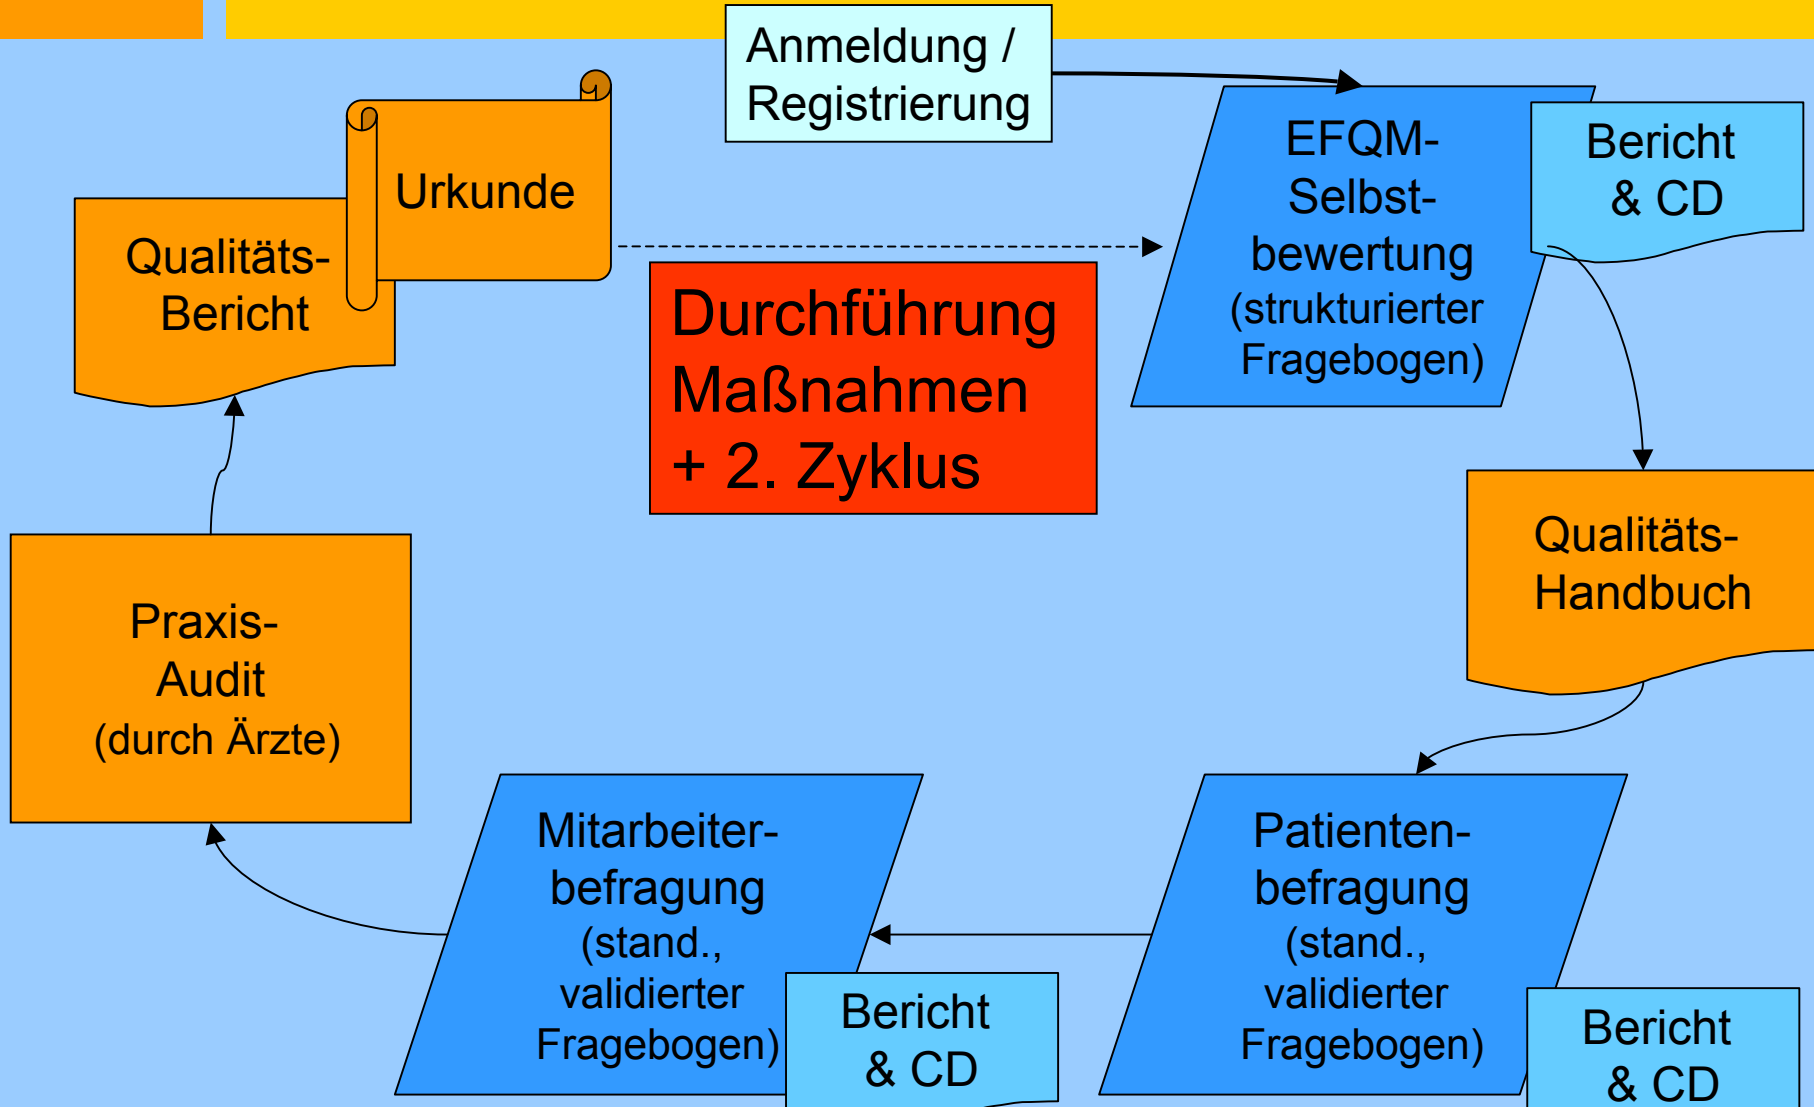 Anmeldung /
Registrierung
EFQM-
Selbst-
bewertung
(strukturierter
Fragebogen)
Bericht
& CD
Urkunde
Qualitäts-
Bericht
Durchführung
Maßnahmen
+ 2. Zyklus
Qualitäts-
Handbuch
Praxis-
Audit
(durch Ärzte)
Mitarbeiter-
befragung
(stand.,
validierter
Fragebogen)
Bericht
& CD
Patienten-
befragung
(stand.,
validierter
Fragebogen)
Bericht
& CD